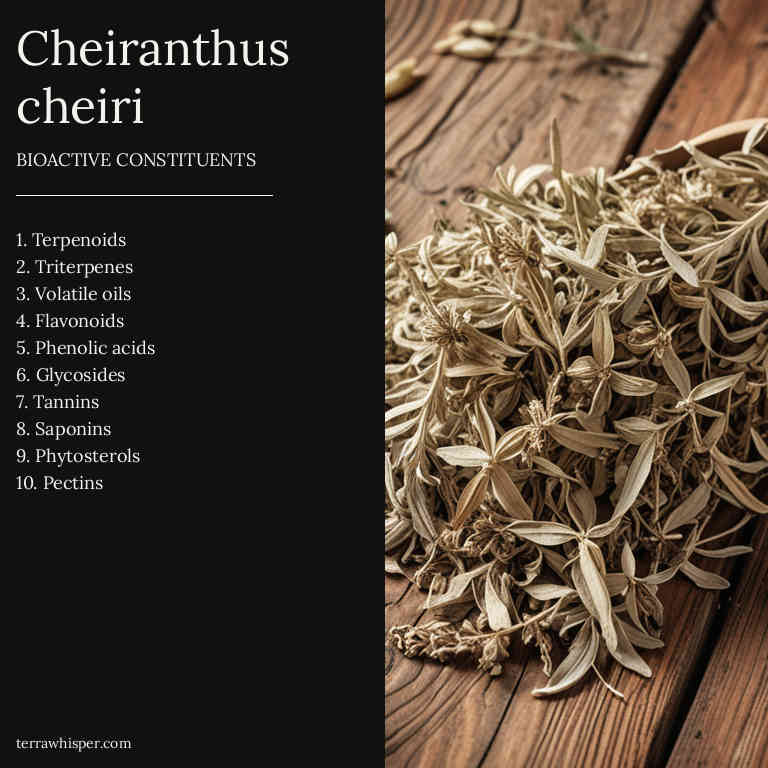 Cheiranthus
cheiri
BIOACTIVE CONSTITUENTS
1. Terpenoids
2. Triterpenes
3. Volatile oils
4. Flavonoids
5. Phenolic acids
6. Glycosides
7. Tannins
8. Saponins
9. Phytosterols
10. Pectins
terrawhisper.com